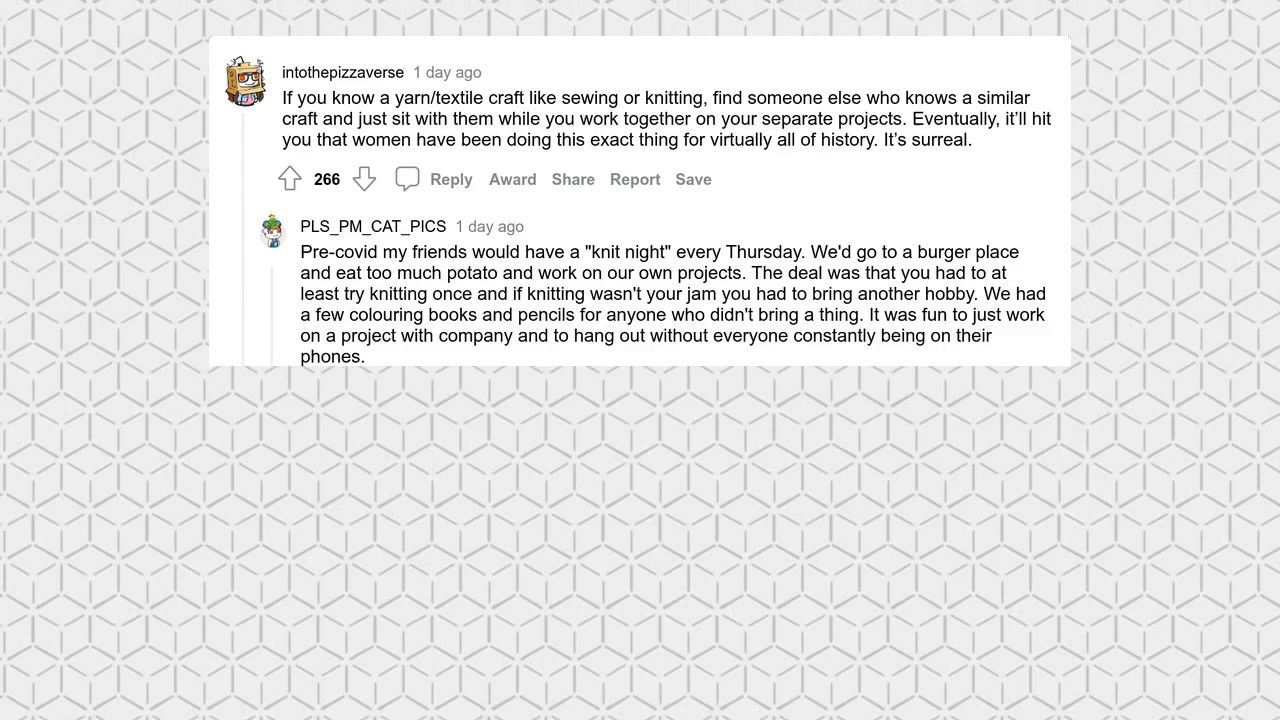 intothepizzaverse 1 day ago
If you know a yarn/textile craft like sewing or knitting, find someone else who knows a similar
craft and just sit with them while you work together on your separate projects. Eventually, it’ll hit
you that women have been doing this exact thing for virtually all of history. It’s surreal.
266 Reply Award Share Report Save
PLS_PM_CAT_PICS 1 day ago
Pre-covid my friends would have a "knit night" every Thursday. We'd go to a burger place
and eat too much potato and work on our own projects. The deal was that you had to at
least try knitting once and if knitting wasn't your jam you had to bring another hobby. We had
a few colouring books and pencils for anyone who didn't bring a thing. It was fun to just work
on a project with company and to hang out without everyone constantly being on their
phones.